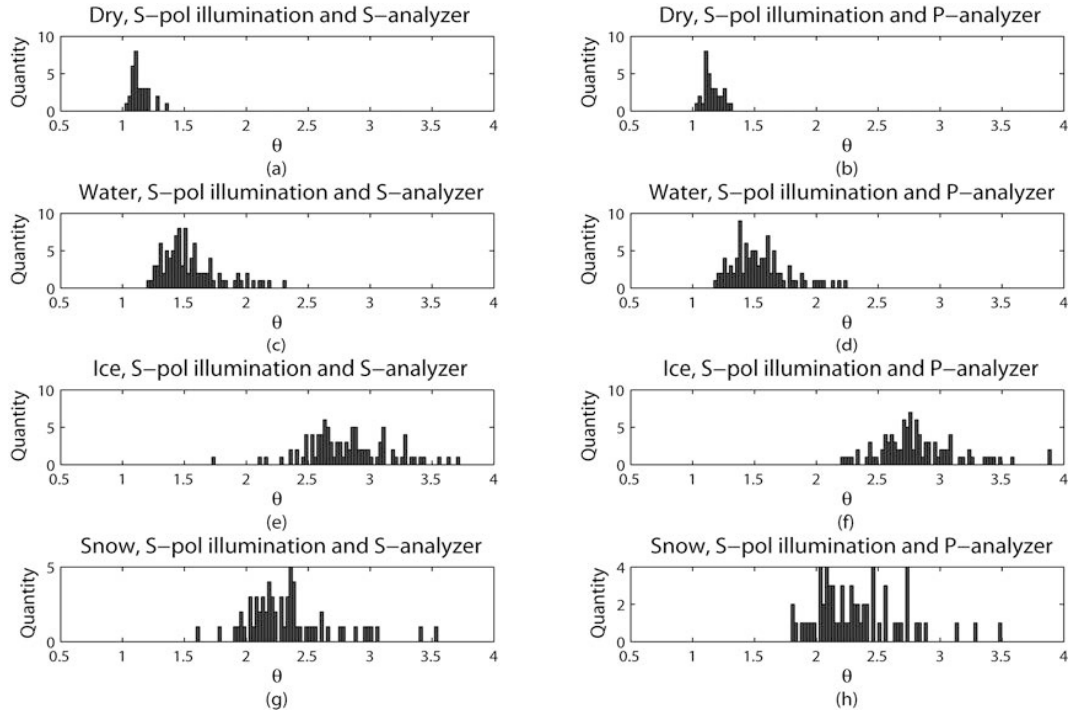 Dry, S−pol illumination and S−analyzer
Quantity
10
5
0
0.5 1 1.5 2 2.5 3 3.5 4
θ
(a)
Dry, S−pol illumination and P−analyzer
Quantity
10
5
0
0.5 1 1.5 2 2.5 3 3.5 4
θ
(b)
Water, S−pol illumination and S−analyzer
Quantity
10
5
0
0.5 1 1.5 2 2.5 3 3.5 4
θ
(c)
Water, S−pol illumination and P−analyzer
Quantity
10
5
0
0.5 1 1.5 2 2.5 3 3.5 4
θ
(d)
Ice, S−pol illumination and S−analyzer
Quantity
10
5
0
0.5 1 1.5 2 2.5 3 3.5 4
θ
(e)
Ice, S−pol illumination and P−analyzer
Quantity
10
5
0
0.5 1 1.5 2 2.5 3 3.5 4
θ
(f)
Snow, S−pol illumination and S−analyzer
Quantity
5
0
0.5 1 1.5 2 2.5 3 3.5 4
θ
(g)
Snow, S−pol illumination and P−analyzer
Quantity
4
2
0
0.5 1 1.5 2 2.5 3 3.5 4
θ
(h)